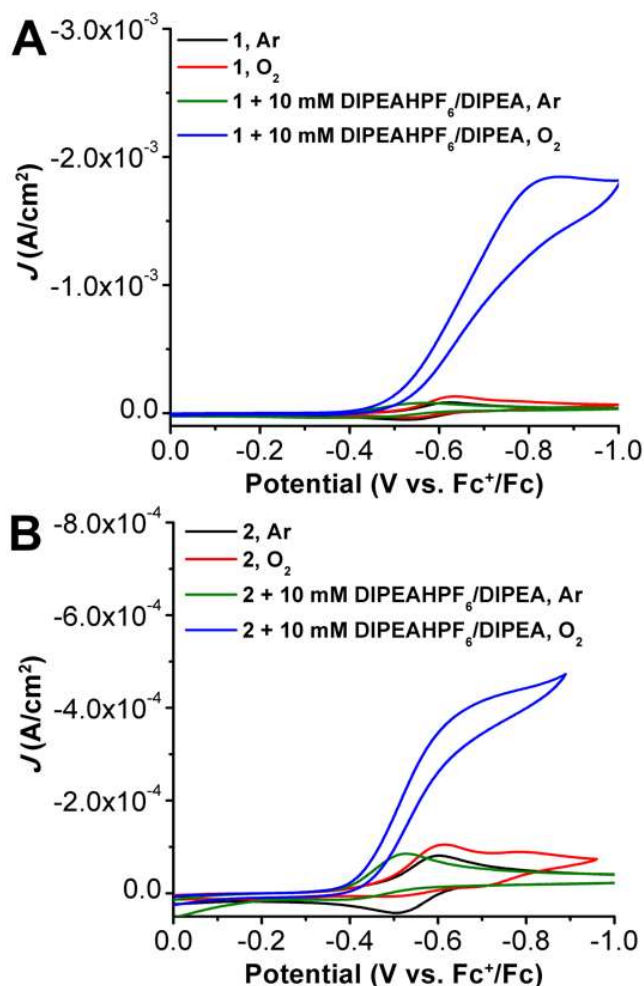 A
-3.0x10⁻³
1, Ar
1, O₂
1 + 10 mM DIPEAHPF₆/DIPEA, Ar
1 + 10 mM DIPEAHPF₆/DIPEA, O₂
-2.0x10⁻³
-1.0x10⁻³
0.0
J (A/cm²)
0.0 -0.2 -0.4 -0.6 -0.8 -1.0
Potential (V vs. Fc⁺/Fc)
B
-8.0x10⁻⁴
2, Ar
2, O₂
2 + 10 mM DIPEAHPF₆/DIPEA, Ar
2 + 10 mM DIPEAHPF₆/DIPEA, O₂
-6.0x10⁻⁴
-4.0x10⁻⁴
-2.0x10⁻⁴
0.0
J (A/cm²)
0.0 -0.2 -0.4 -0.6 -0.8 -1.0
Potential (V vs. Fc⁺/Fc)